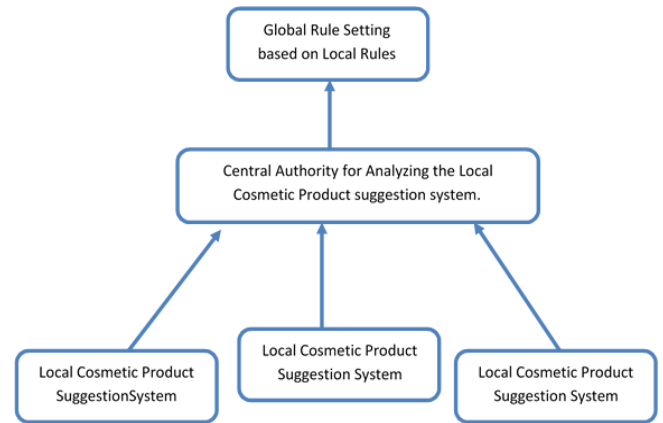 Global Rule Setting
based on Local Rules
Central Authority for Analyzing the Local
Cosmetic Product suggestion system.
Local Cosmetic Product
SuggestionSystem
Local Cosmetic Product
Suggestion System
Local Cosmetic Product
Suggestion System